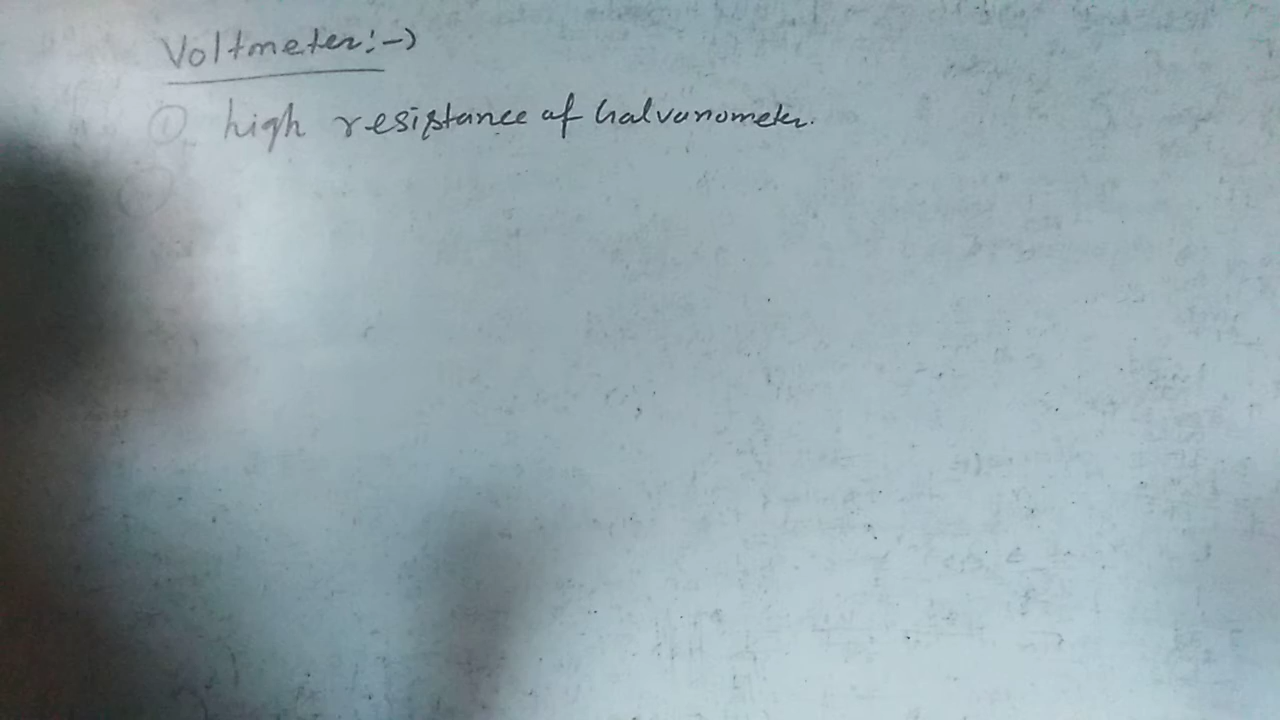 Voltmeter:→
① high resistance of Galvanometer.